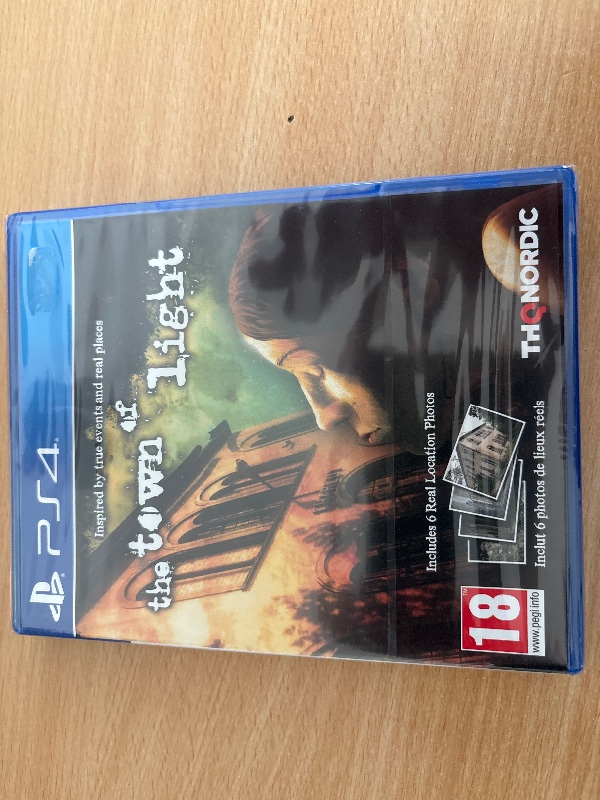 PS4
Inspired by true events and real places
the town of
light
Includes 6 Real Location Photos
Inclut 6 photos de lieux réels
18
www.pegi.info
THQNORDIC